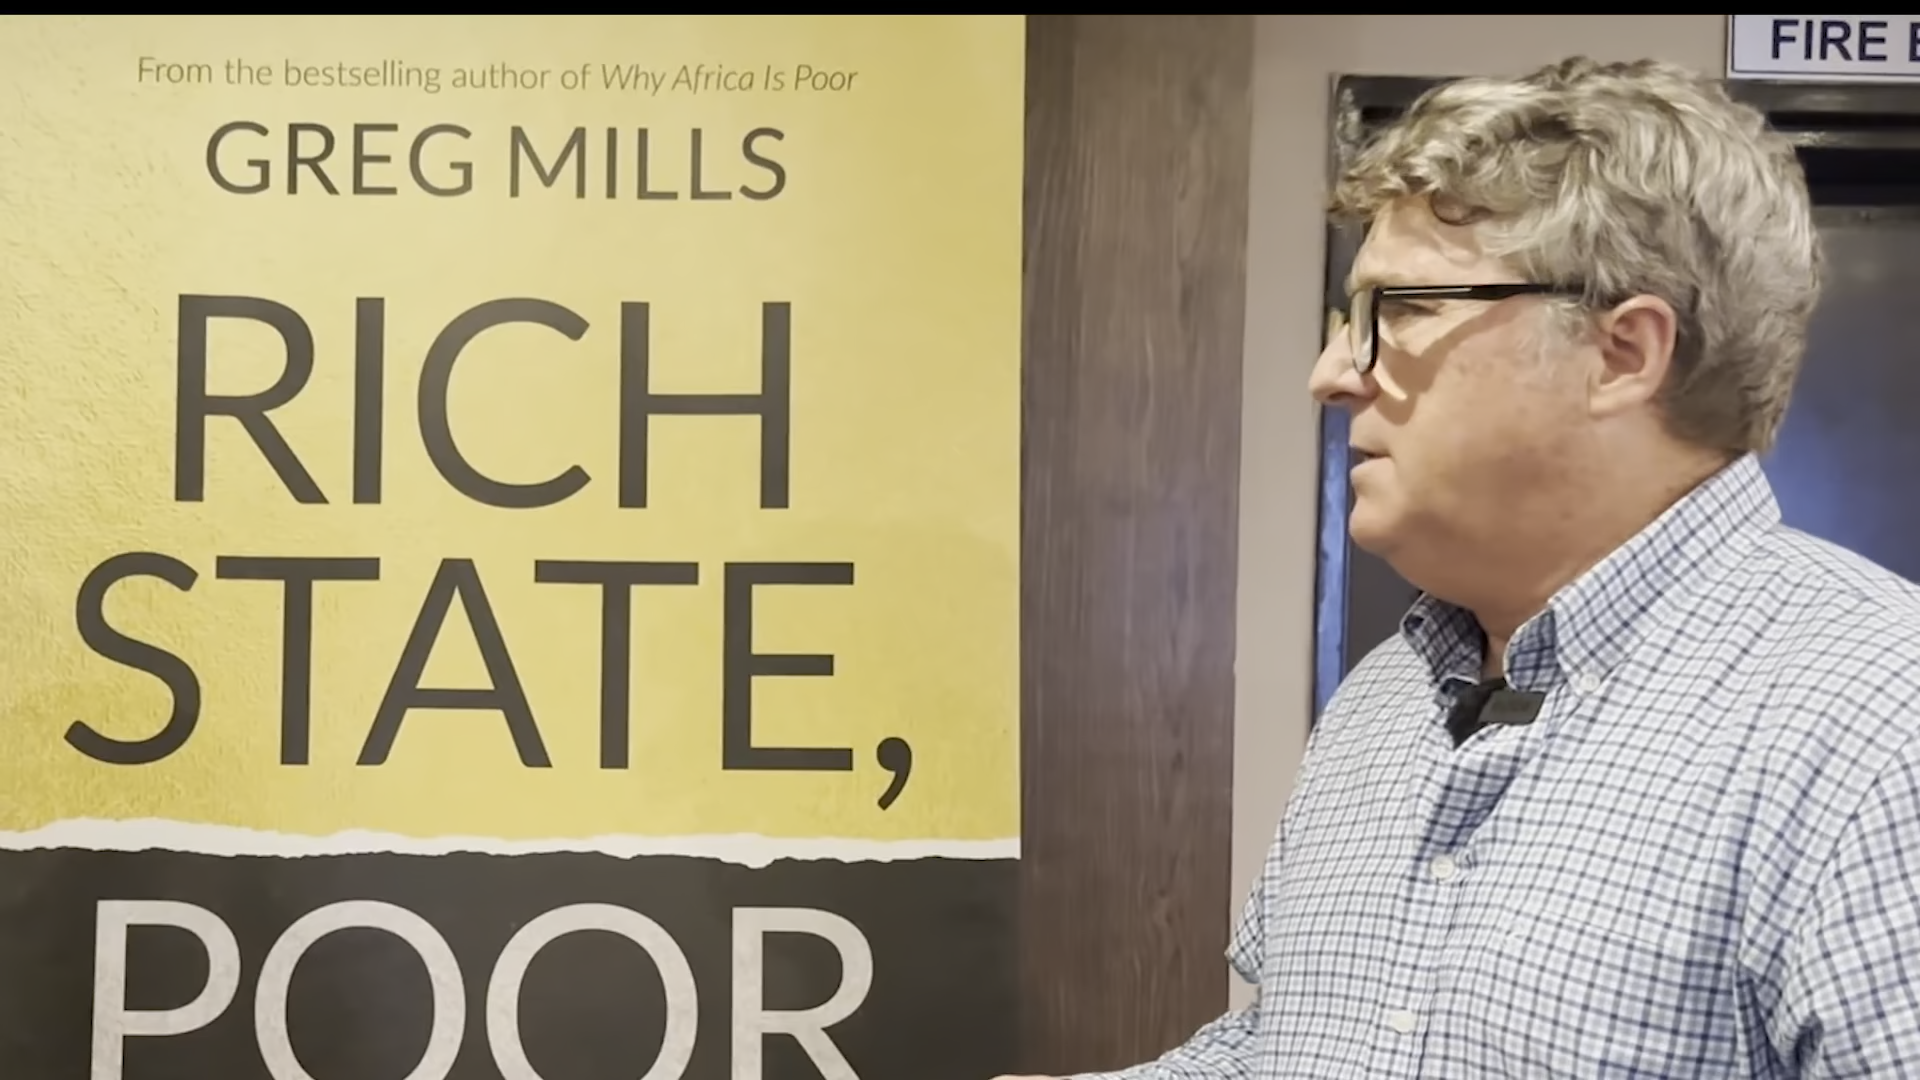 From the bestselling author of Why Africa Is Poor
GREG MILLS
RICH
STATE,
POOR
FIRE